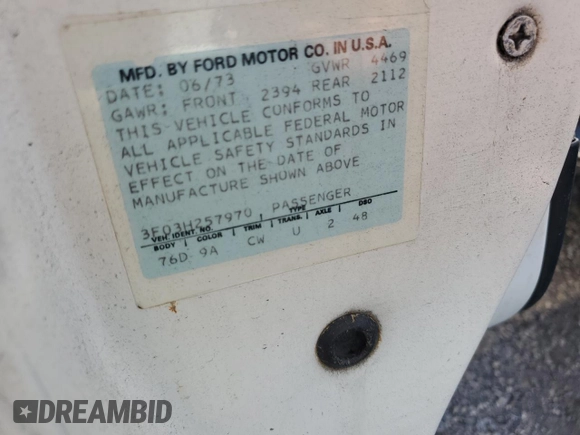 MFD. BY FORD MOTOR CO. IN U.S.A.
DATE: 06/73 GVWR 4469
GAWR: FRONT 2394 REAR 2112
THIS VEHICLE CONFORMS TO
ALL APPLICABLE FEDERAL MOTOR
VEHICLE SAFETY STANDARDS IN
EFFECT ON THE DATE OF
MANUFACTURE SHOWN ABOVE
3F03H257970, PASSENGER
VEH. IDENT. NO. TYPE
BODY COLOR TRIM TRANS. AXLE DSO
76D 9A CW U 2 48
DREAMBID